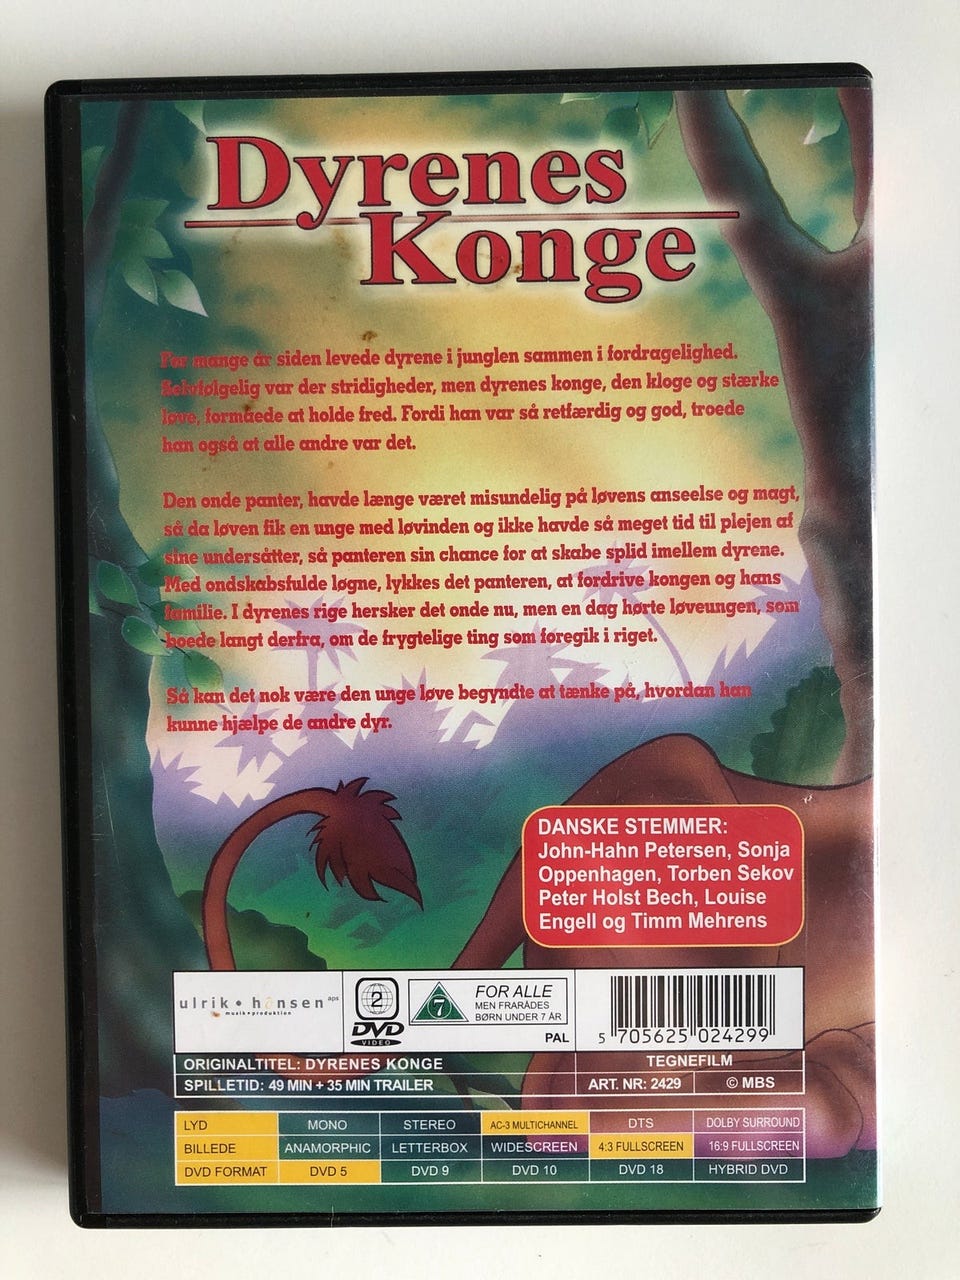 Dyrenes
Konge
For mange år siden levede dyrene i junglen sammen i fordragelighed.
Selvfølgelig var der stridigheder, men dyrenes konge, den kloge og stærke
løve, formåede at holde fred. Fordi han var så retfærdig og god, troede
han også at alle andre var det.
Den onde panter, havde længe været misundelig på løvens anseelse og magt,
så da løven fik en unge med løvinden og ikke havde så meget tid til plejen af
sine undersåtter, så panteren sin chance for at skabe splid imellem dyrene.
Med ondskabsfulde løgne, lykkes det panteren, at fordrive kongen og hans
familie. I dyrenes rige hersker det onde nu, men en dag hørte løveungen, som
boede langt derfra, om de frygtelige ting som foregik i riget.
Så kan det nok være den unge løve begyndte at tænke på, hvordan han
kunne hjælpe de andre dyr.
DANSKE STEMMER:
John-Hahn Petersen, Sonja
Oppenhagen, Torben Sekov
Peter Holst Bech, Louise
Engell og Timm Mehrens
ulrik • hansen aps
musik • produktion
2
DVD
VIDEO
7
FOR ALLE
MEN FRARÅDES
BØRN UNDER 7 ÅR
PAL
5 705625 024299
ORIGINALTITEL: DYRENES KONGE
TEGNEFILM
SPILLETID: 49 MIN + 35 MIN TRAILER
ART. NR: 2429
© MBS
LYD MONO STEREO AC-3 MULTICHANNEL DTS DOLBY SURROUND
BILLEDE ANAMORPHIC LETTERBOX WIDESCREEN 4:3 FULLSCREEN 16:9 FULLSCREEN
DVD FORMAT DVD 5 DVD 9 DVD 10 DVD 18 HYBRID DVD